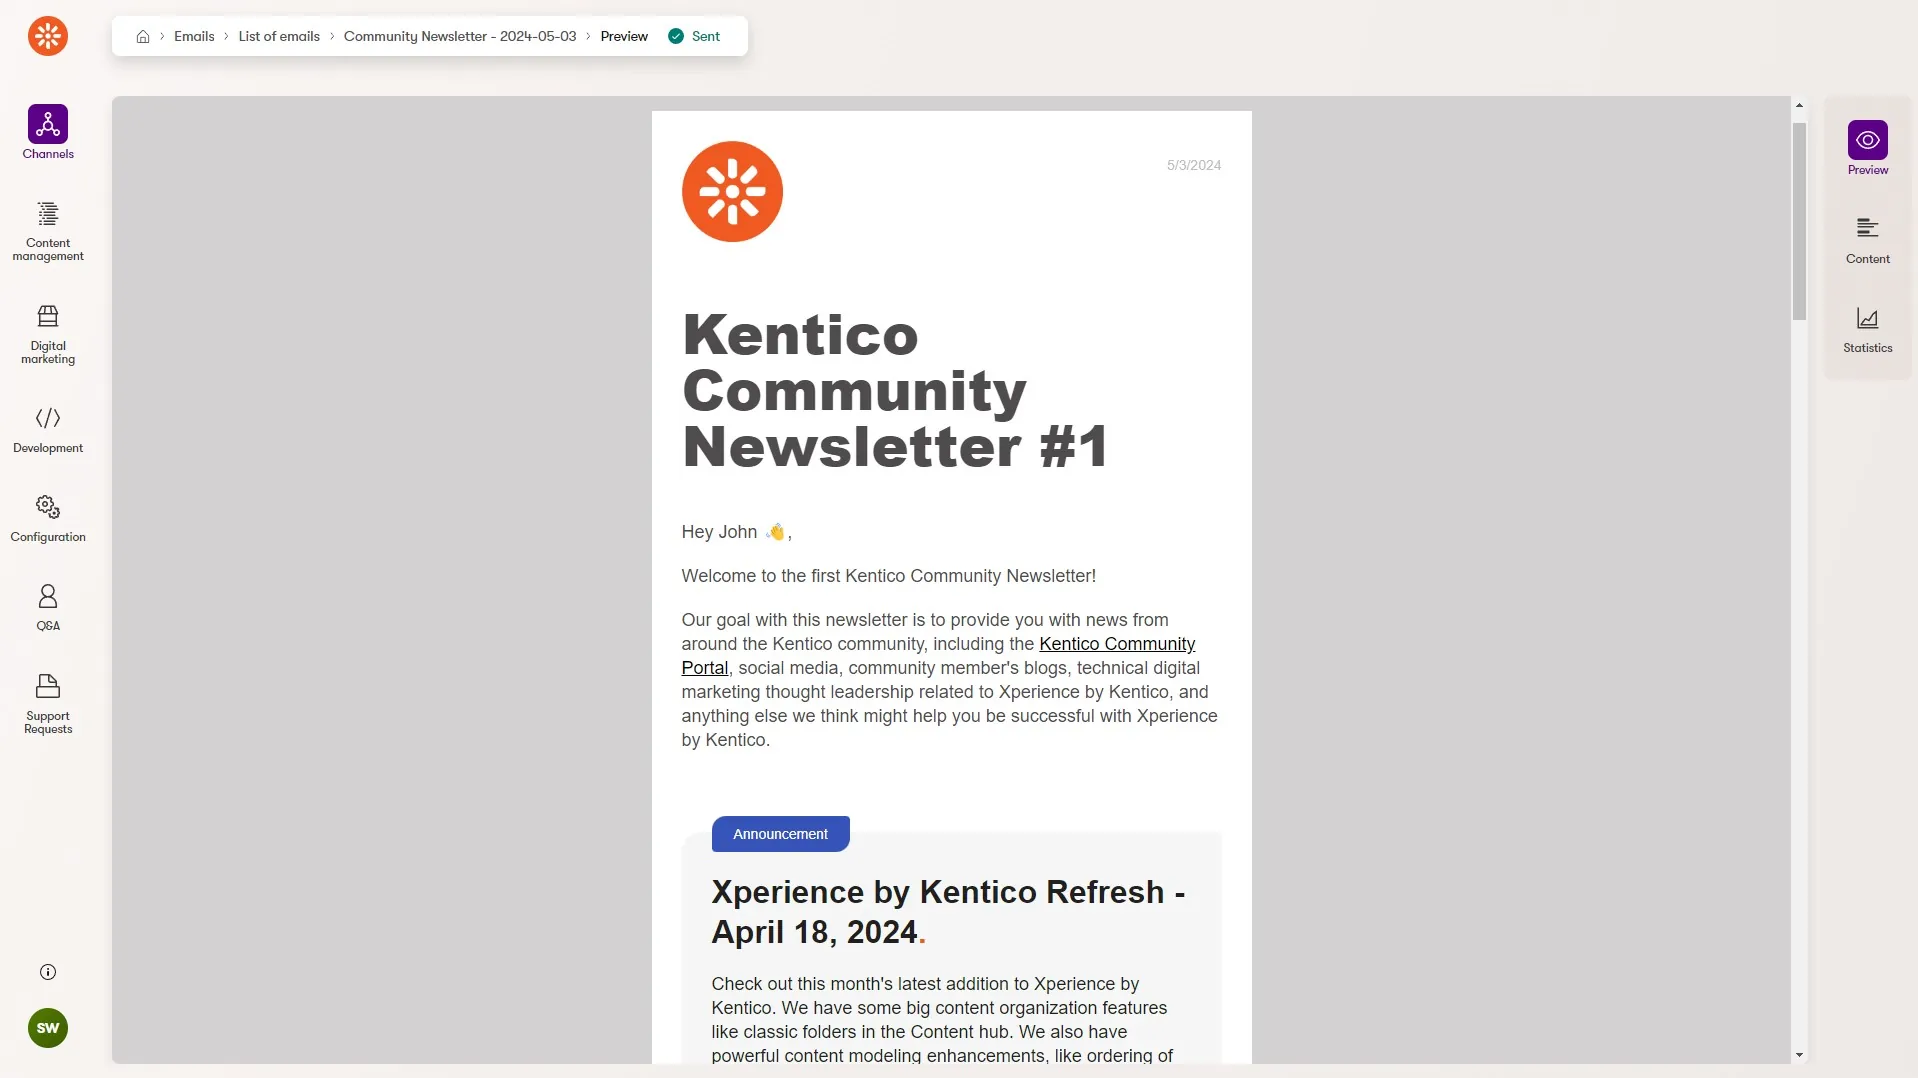 Emails > List of emails > Community Newsletter - 2024-05-03 > Preview Sent
Channels
Content
management
Digital
marketing
Development
Configuration
Q&A
Support
Requests
SW
5/3/2024
Kentico
Community
Newsletter #1
Hey John 👋,
Welcome to the first Kentico Community Newsletter!
Our goal with this newsletter is to provide you with news from
around the Kentico community, including the Kentico Community
Portal, social media, community member's blogs, technical digital
marketing thought leadership related to Xperience by Kentico, and
anything else we think might help you be successful with Xperience
by Kentico.
Announcement
Xperience by Kentico Refresh -
April 18, 2024.
Check out this month's latest addition to Xperience by
Kentico. We have some big content organization features
like classic folders in the Content hub. We also have
powerful content modeling enhancements, like ordering of
Preview
Content
Statistics